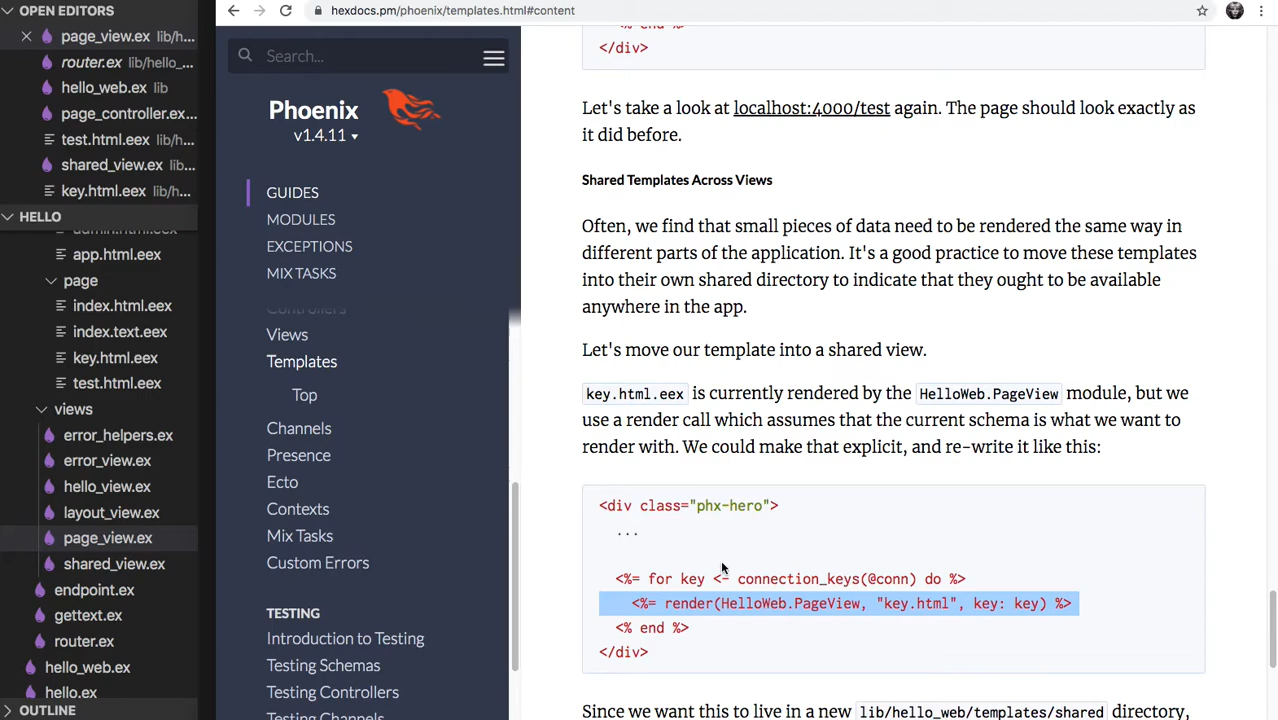 OPEN EDITORS
page_view.ex lib/h...
router.ex lib/hello_...
hello_web.ex lib
page_controller.ex...
test.html.eex lib/h...
shared_view.ex lib...
key.html.eex lib/h...
HELLO
admin.html.eex
app.html.eex
page
index.html.eex
index.text.eex
key.html.eex
test.html.eex
views
error_helpers.ex
error_view.ex
hello_view.ex
layout_view.ex
page_view.ex
shared_view.ex
endpoint.ex
gettext.ex
router.ex
hello_web.ex
hello.ex
OUTLINE
hexdocs.pm/phoenix/templates.html#content
Search...
Phoenix
v1.4.11
GUIDES
MODULES
EXCEPTIONS
MIX TASKS
Controllers
Views
Templates
Top
Channels
Presence
Ecto
Contexts
Mix Tasks
Custom Errors
TESTING
Introduction to Testing
Testing Schemas
Testing Controllers
Testing Channels
<% end %>
</div>
Let's take a look at localhost:4000/test again. The page should look exactly as
it did before.
Shared Templates Across Views
Often, we find that small pieces of data need to be rendered the same way in
different parts of the application. It's a good practice to move these templates
into their own shared directory to indicate that they ought to be available
anywhere in the app.
Let's move our template into a shared view.
key.html.eex is currently rendered by the HelloWeb.PageView module, but we
use a render call which assumes that the current schema is what we want to
render with. We could make that explicit, and re-write it like this:
<div class="phx-hero">
...
<%= for key <- connection_keys(@conn) do %>
<%= render(HelloWeb.PageView, "key.html", key: key) %>
<% end %>
</div>
Since we want this to live in a new lib/hello_web/templates/shared directory,